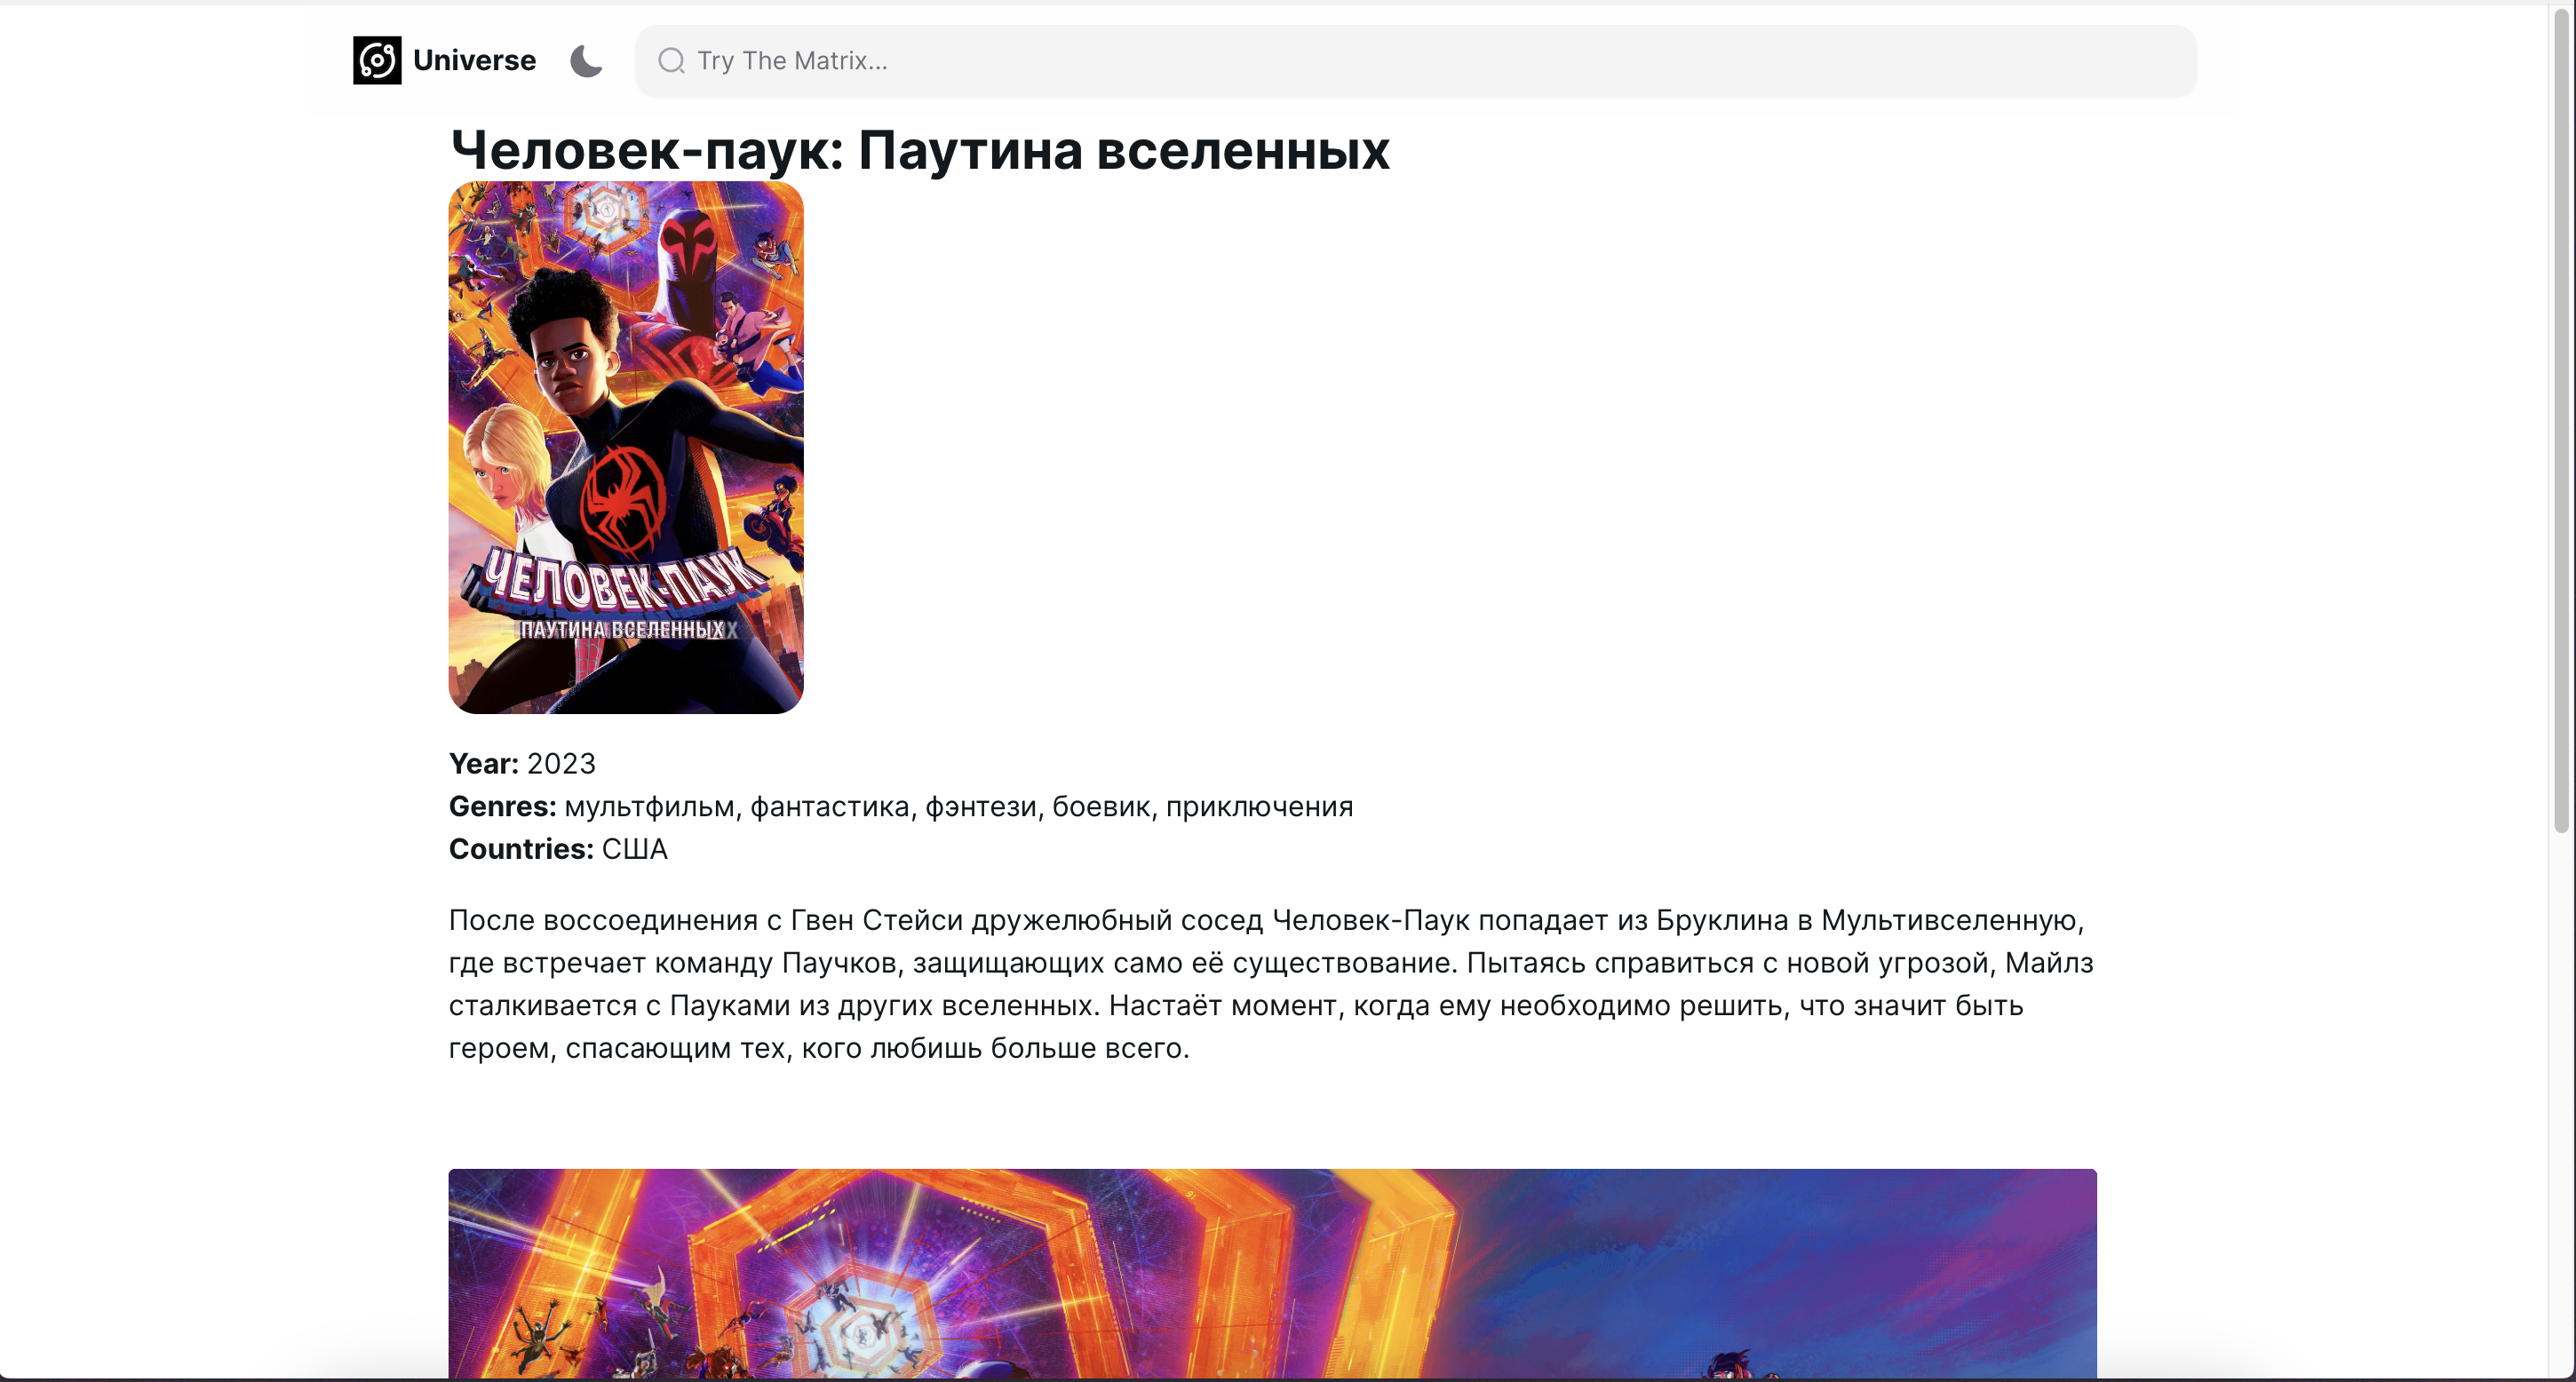 Universe
Try The Matrix...
Человек-паук: Паутина вселенных
ЧЕЛОВЕК-ПАУК
ПАУТИНА ВСЕЛЕННЫХ
Year: 2023
Genres: мультфильм, фантастика, фэнтези, боевик, приключения
Countries: США
После воссоединения с Гвен Стейси дружелюбный сосед Человек-Паук попадает из Бруклина в Мультивселенную,
где встречает команду Паучков, защищающих само её существование. Пытаясь справиться с новой угрозой, Майлз
сталкивается с Пауками из других вселенных. Настаёт момент, когда ему необходимо решить, что значит быть
героем, спасающим тех, кого любишь больше всего.